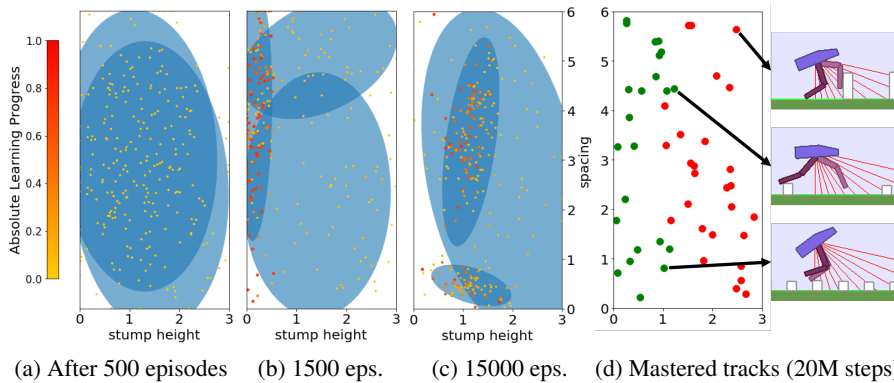 Absolute Learning Progress
1.0
0.8
0.6
0.4
0.2
0.0
0 1 2 3
stump height
0 1 2 3
stump height
0 1 2 3
stump height
6
5
4
3
2
1
0
spacing
6
5
4
3
2
1
0
0 1 2 3
(a) After 500 episodes (b) 1500 eps. (c) 15000 eps. (d) Mastered tracks (20M steps)